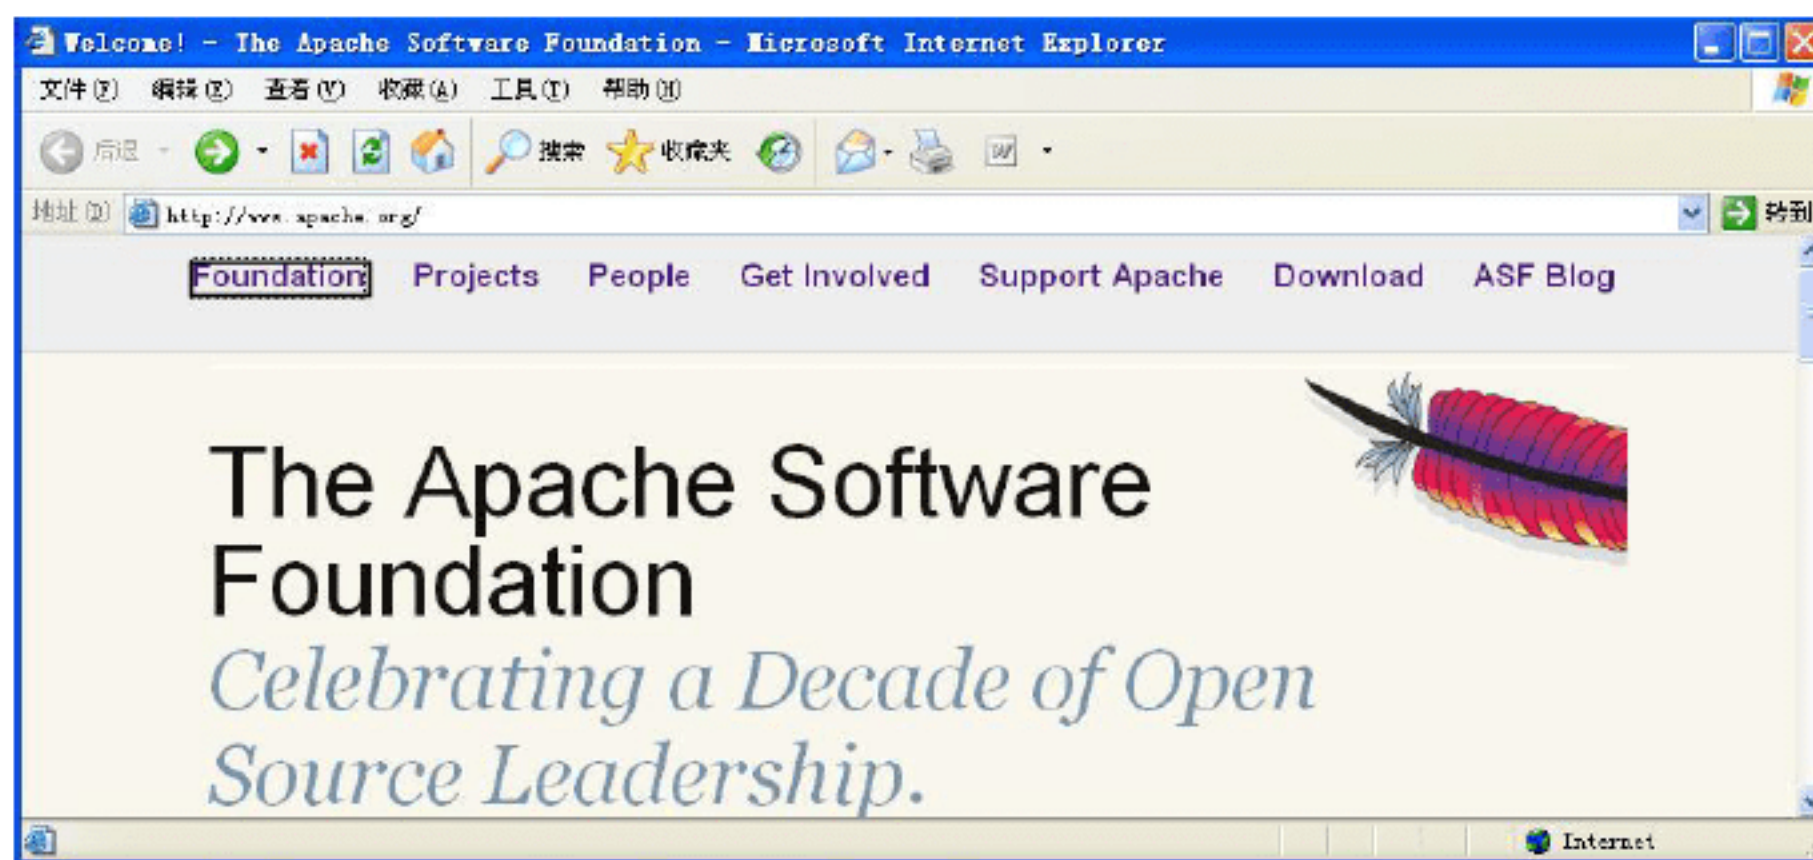 Welcome! - The Apache Software Foundation - Microsoft Internet Explorer
文件(F) 编辑(E) 查看(V) 收藏(A) 工具(T) 帮助(H)
后退 搜索 收藏夹 W
地址(D) http://www.apache.org/ 转到
Foundation Projects People Get Involved Support Apache Download ASF Blog
The Apache Software
Foundation
Celebrating a Decade of Open
Source Leadership.
Internet